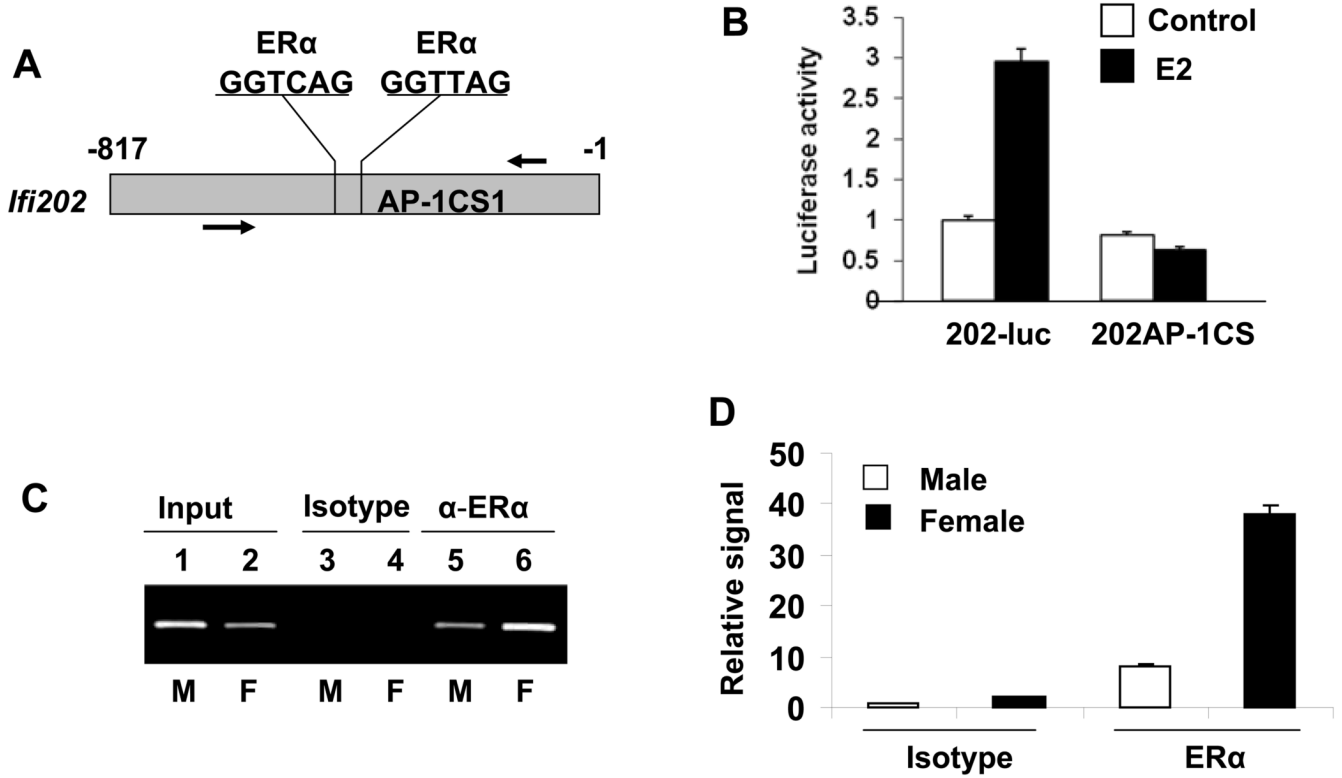 A
ERα ERα
GGTCAG GGTTAG
-817 -1
Ifi202
AP-1CS1
B
Luciferase activity
3.5
3
2.5
2
1.5
1
0.5
0
Control
E2
202-luc 202AP-1CS
C
Input Isotype α-ERα
1 2 3 4 5 6
M F M F M F
D
Relative signal
50
40
30
20
10
0
Male
Female
Isotype ERα